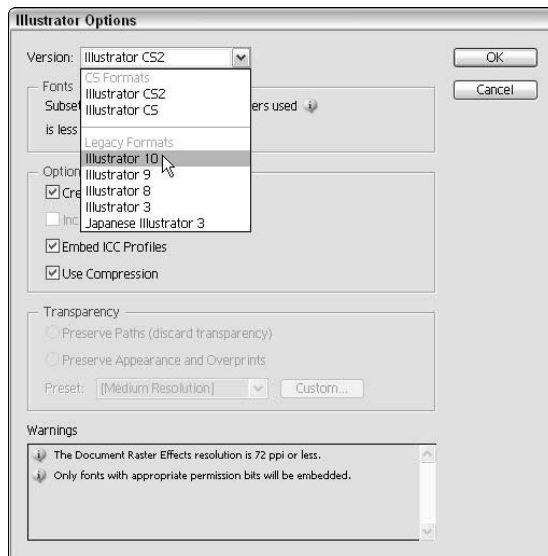 Illustrator Options
Version: Illustrator CS2
OK
Cancel
CS Formats
Illustrator CS2
Illustrator CS
Legacy Formats
Illustrator 10
Illustrator 9
Illustrator 8
Illustrator 3
Japanese Illustrator 3
Fonts
Subset ers used
is less
Option
Cre
Inc
Embed ICC Profiles
Use Compression
Transparency
Preserve Paths (discard transparency)
Preserve Appearance and Overprints
Preset: [Medium Resolution] Custom...
Warnings
The Document Raster Effects resolution is 72 ppi or less.
Only fonts with appropriate permission bits will be embedded.